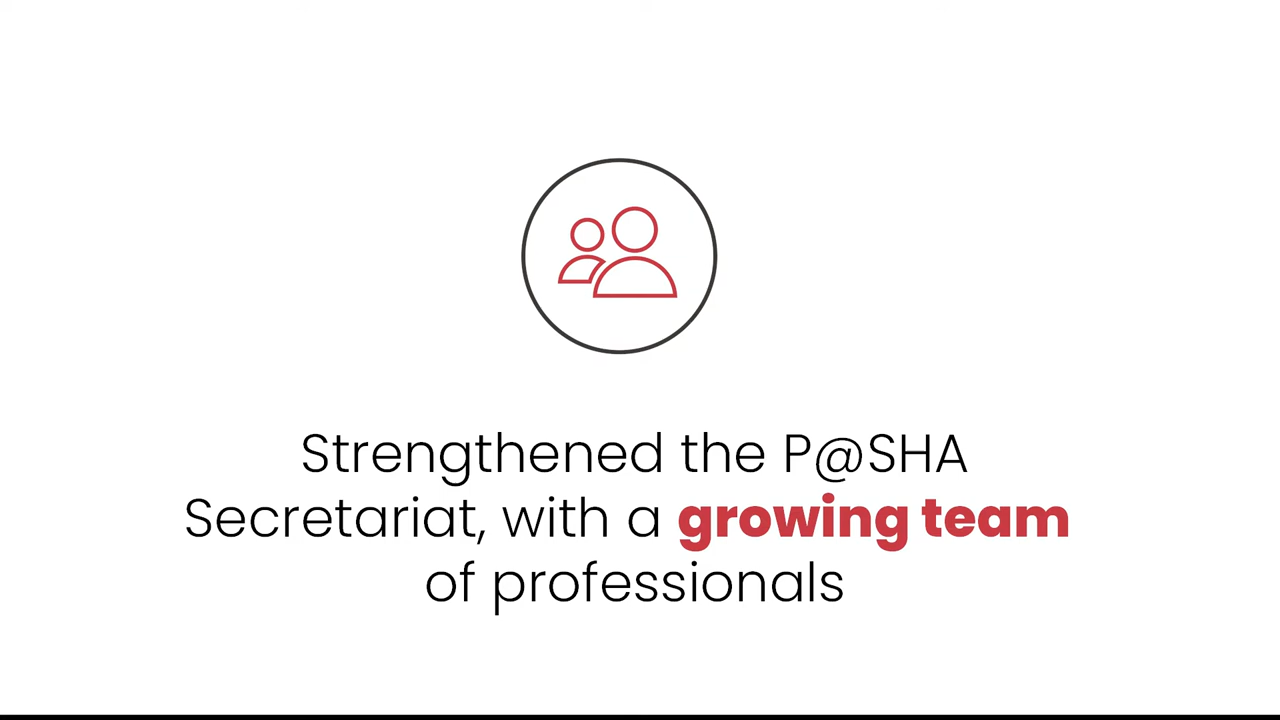 Strengthened the P@SHA
Secretariat, with a growing team
of professionals